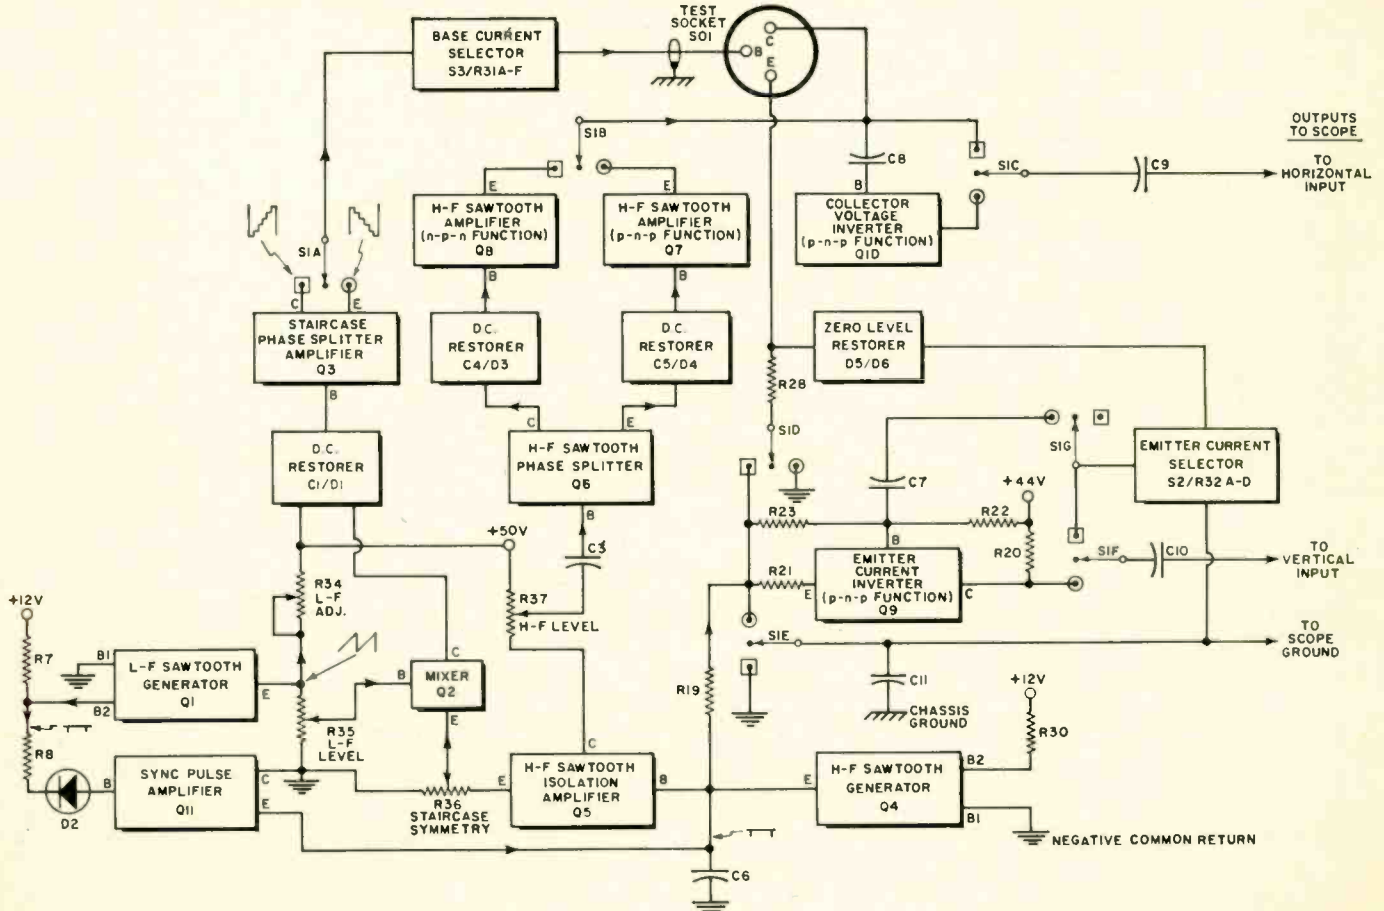 TEST
SOCKET
SO1
C
B
E
BASE CURRENT
SELECTOR
S3/R31A-F
S1B
C8
S1C
C9
OUTPUTS
TO SCOPE
TO
HORIZONTAL
INPUT
S1A
C
E
E
H-F SAWTOOTH
AMPLIFIER
(n-p-n FUNCTION)
Q8
B
E
H-F SAWTOOTH
AMPLIFIER
(p-n-p FUNCTION)
Q7
B
B
COLLECTOR
VOLTAGE
INVERTER
(p-n-p FUNCTION)
Q10
STAIRCASE
PHASE SPLITTER
AMPLIFIER
Q3
B
D.C.
RESTORER
C4/D3
D.C.
RESTORER
C5/D4
ZERO LEVEL
RESTORER
D5/D6
R28
S1D
C
E
H-F SAWTOOTH
PHASE SPLITTER
Q6
B
D.C.
RESTORER
C1/D1
S1G
EMITTER CURRENT
SELECTOR
S2/R32 A-D
C7
+44V
R23
R22
R20
+50V
C3
R37
H-F LEVEL
R34
L-F
ADJ.
R21
B
EMITTER
CURRENT
INVERTER
(p-n-p FUNCTION)
Q9
E
C
S1F
C10
TO
VERTICAL
INPUT
S1E
TO
SCOPE
GROUND
C11
CHASSIS
GROUND
+12V
R7
B1
L-F SAWTOOTH
GENERATOR
Q1
B2
E
C
B
MIXER
Q2
E
R19
+12V
R30
R35
L-F
LEVEL
R8
D2
B
SYNC PULSE
AMPLIFIER
Q11
C
E
R36
STAIRCASE
SYMMETRY
C
E
H-F SAWTOOTH
ISOLATION
AMPLIFIER
Q5
B
E
H-F SAWTOOTH
GENERATOR
Q4
B2
B1
NEGATIVE COMMON RETURN
C6